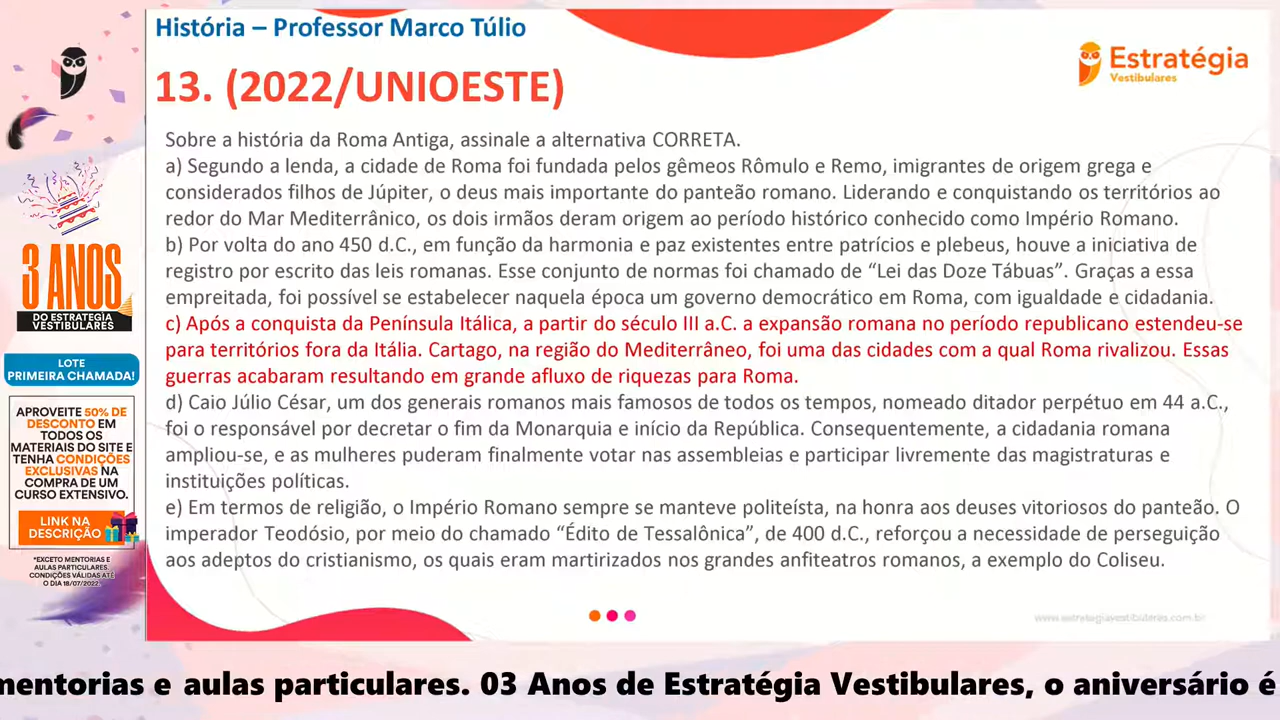 História – Professor Marco Túlio
Estratégia
Vestibulares
13. (2022/UNIOESTE)
Sobre a história da Roma Antiga, assinale a alternativa CORRETA.
a) Segundo a lenda, a cidade de Roma foi fundada pelos gêmeos Rômulo e Remo, imigrantes de origem grega e
considerados filhos de Júpiter, o deus mais importante do panteão romano. Liderando e conquistando os territórios ao
redor do Mar Mediterrânico, os dois irmãos deram origem ao período histórico conhecido como Império Romano.
b) Por volta do ano 450 d.C., em função da harmonia e paz existentes entre patrícios e plebeus, houve a iniciativa de
registro por escrito das leis romanas. Esse conjunto de normas foi chamado de “Lei das Doze Tábuas”. Graças a essa
empreitada, foi possível se estabelecer naquela época um governo democrático em Roma, com igualdade e cidadania.
c) Após a conquista da Península Itálica, a partir do século III a.C. a expansão romana no período republicano estendeu-se
para territórios fora da Itália. Cartago, na região do Mediterrâneo, foi uma das cidades com a qual Roma rivalizou. Essas
guerras acabaram resultando em grande afluxo de riquezas para Roma.
d) Caio Júlio César, um dos generais romanos mais famosos de todos os tempos, nomeado ditador perpétuo em 44 a.C.,
foi o responsável por decretar o fim da Monarquia e início da República. Consequentemente, a cidadania romana
ampliou-se, e as mulheres puderam finalmente votar nas assembleias e participar livremente das magistraturas e
instituições políticas.
e) Em termos de religião, o Império Romano sempre se manteve politeísta, na honra aos deuses vitoriosos do panteão. O
imperador Teodósio, por meio do chamado “Édito de Tessalônica”, de 400 d.C., reforçou a necessidade de perseguição
aos adeptos do cristianismo, os quais eram martirizados nos grandes anfiteatros romanos, a exemplo do Coliseu.
www.estrategiavestibulares.com.br
3 ANOS
DO ESTRATÉGIA
VESTIBULARES
LOTE
PRIMEIRA CHAMADA!
APROVEITE 50% DE
DESCONTO EM
TODOS OS
MATERIAIS DO SITE E
TENHA CONDIÇÕES
EXCLUSIVAS NA
COMPRA DE UM
CURSO EXTENSIVO.
LINK NA
DESCRIÇÃO
*EXCETO MENTORIAS E
AULAS PARTICULARES.
CONDIÇÕES VÁLIDAS ATÉ
O DIA 18/07/2022.
mentorias e aulas particulares. 03 Anos de Estratégia Vestibulares, o aniversário é